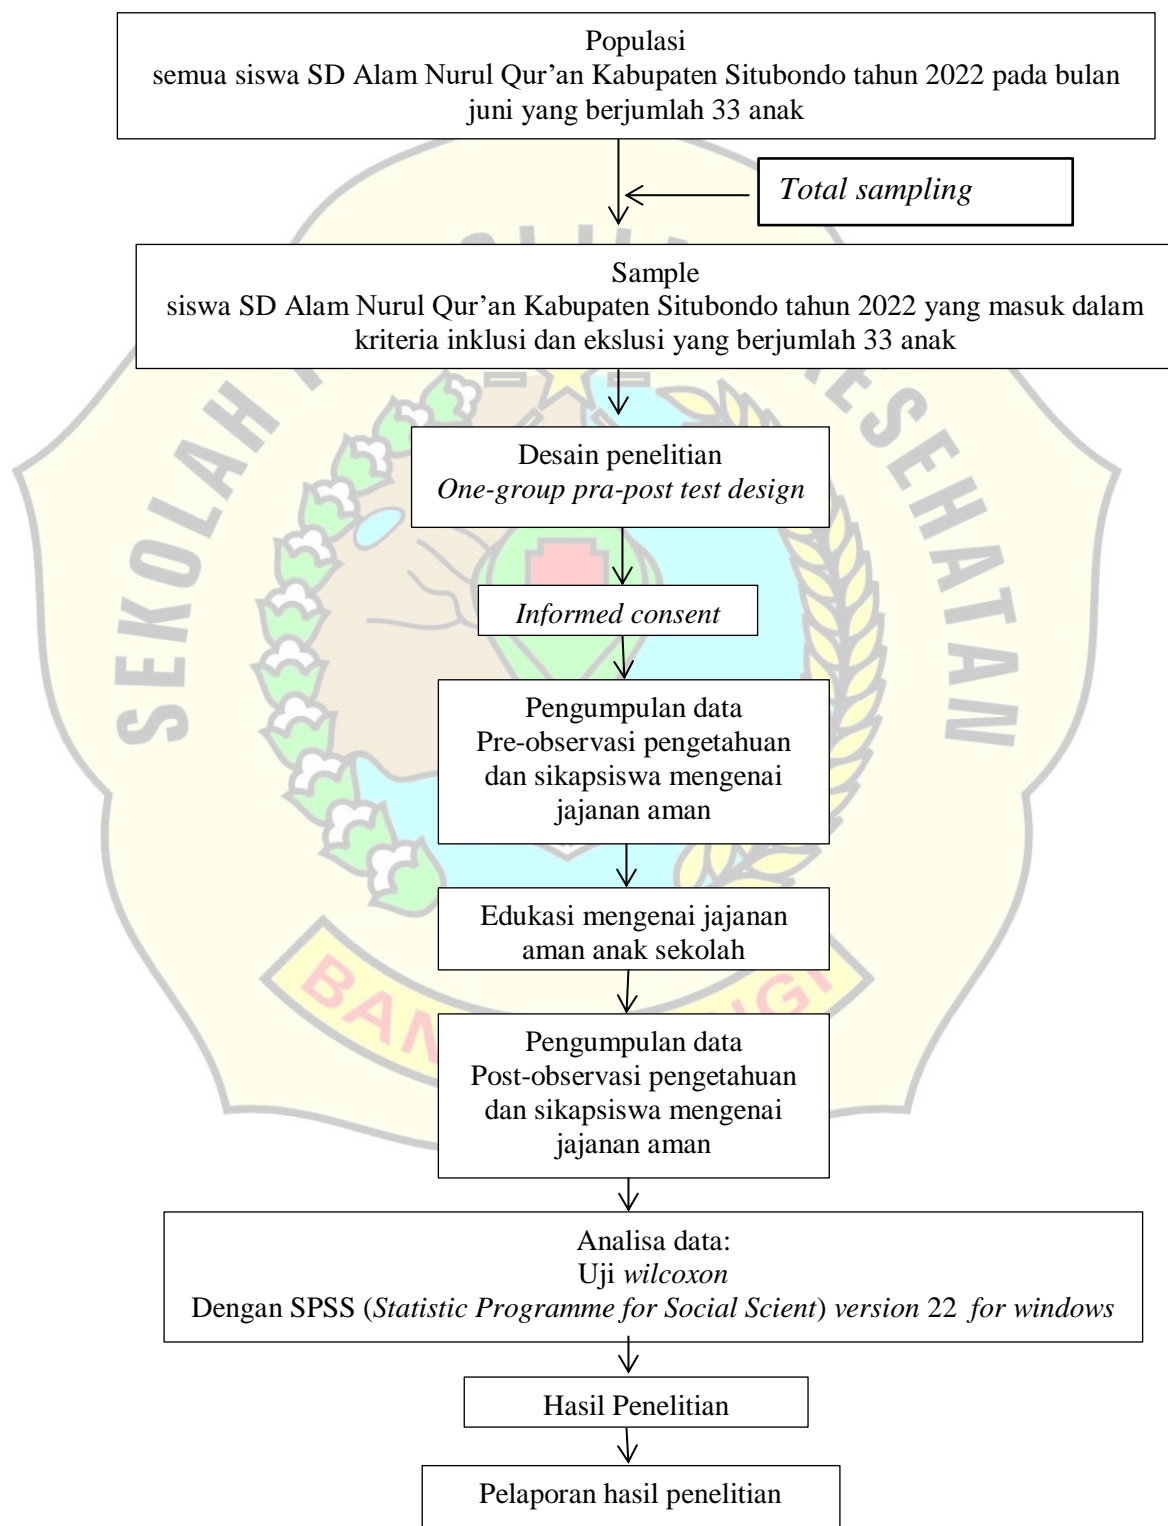 Populasi
semua siswa SD Alam Nurul Qur’an Kabupaten Situbondo tahun 2022 pada bulan
juni yang berjumlah 33 anak
Total sampling
Sample
siswa SD Alam Nurul Qur’an Kabupaten Situbondo tahun 2022 yang masuk dalam
kriteria inklusi dan ekslusi yang berjumlah 33 anak
Desain penelitian
One-group pra-post test design
Informed consent
Pengumpulan data
Pre-observasi pengetahuan
dan sikapsiswa mengenai
jajanan aman
Edukasi mengenai jajanan
aman anak sekolah
Pengumpulan data
Post-observasi pengetahuan
dan sikapsiswa mengenai
jajanan aman
Analisa data:
Uji wilcoxon
Dengan SPSS (Statistic Programme for Social Scient) version 22 for windows
Hasil Penelitian
Pelaporan hasil penelitian
SEKOLAH